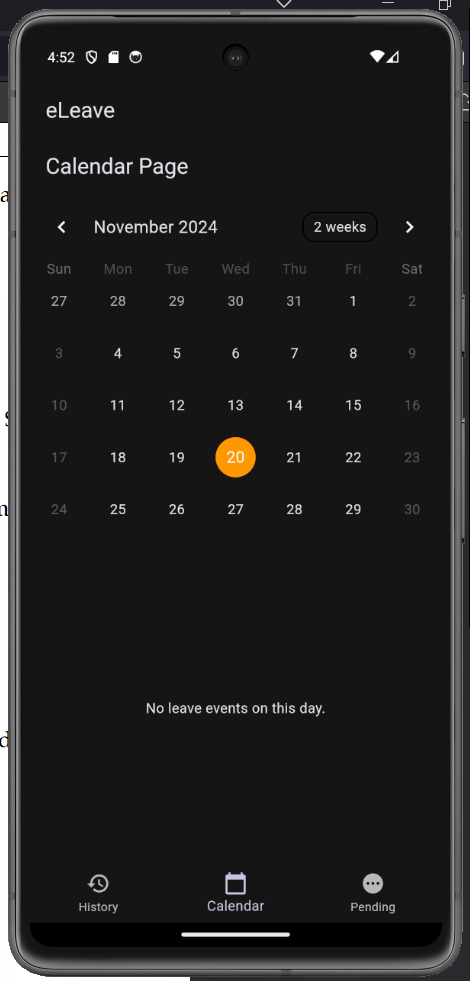 4:52
eLeave
Calendar Page
November 2024 2 weeks
Sun Mon Tue Wed Thu Fri Sat
27 28 29 30 31 1 2
3 4 5 6 7 8 9
10 11 12 13 14 15 16
17 18 19 20 21 22 23
24 25 26 27 28 29 30
No leave events on this day.
History Calendar Pending